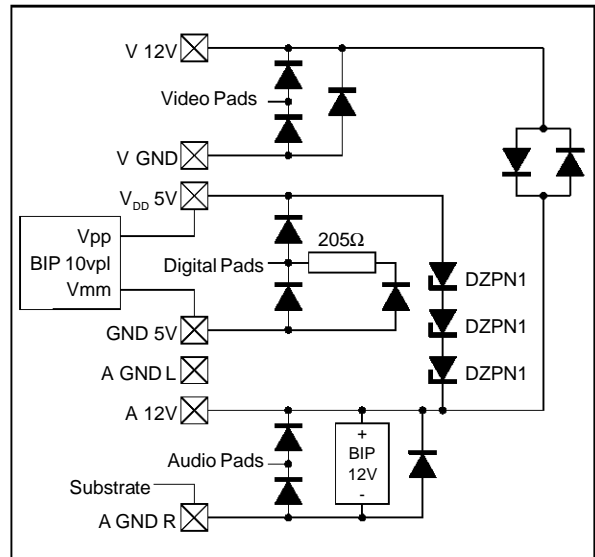 V 12V
Video Pads
V GND
VDD 5V
Vpp
BIP 10vpl
Vmm
205Ω
Digital Pads
DZPN1
DZPN1
DZPN1
GND 5V
A GND L
A 12V
+
BIP
12V
-
Audio Pads
Substrate
A GND R